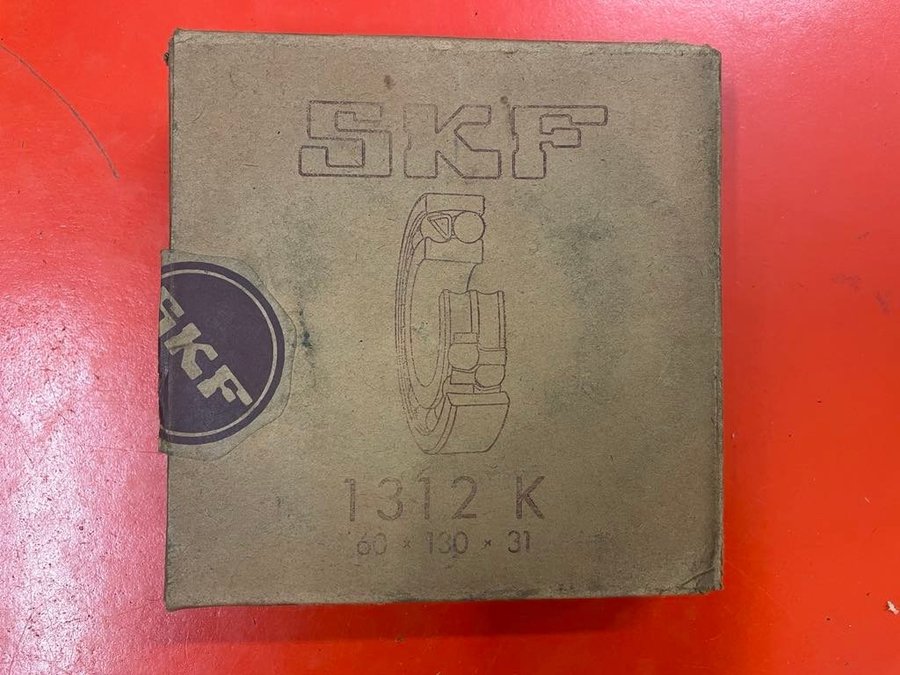 SKF
SKF
1312 K
60 × 130 × 31